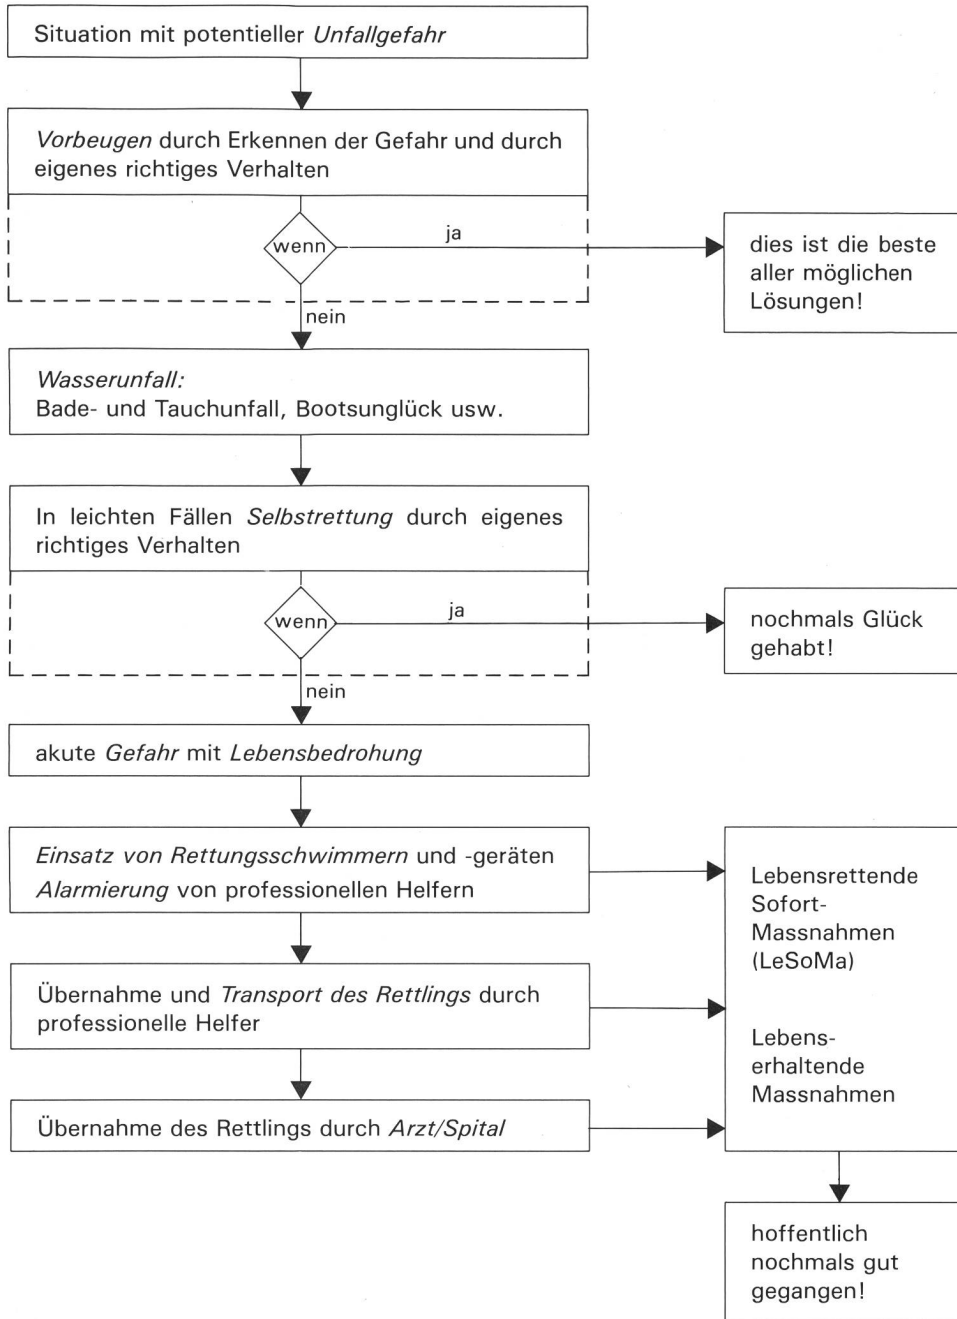 Situation mit potentieller Unfallgefahr
Vorbeugen durch Erkennen der Gefahr und durch
eigenes richtiges Verhalten
wenn
ja
dies ist die beste
aller möglichen
Lösungen!
nein
Wasserunfall:
Bade- und Tauchunfall, Bootsunglück usw.
In leichten Fällen Selbstrettung durch eigenes
richtiges Verhalten
wenn
ja
nochmals Glück
gehabt!
nein
akute Gefahr mit Lebensbedrohung
Einsatz von Rettungsschwimmern und -geräten
Alarmierung von professionellen Helfern
Übernahme und Transport des Rettlings durch
professionelle Helfer
Übernahme des Rettlings durch Arzt/Spital
Lebensrettende
Sofort-
Massnahmen
(LeSoMa)
Lebens-
erhaltende
Massnahmen
hoffentlich
nochmals gut
gegangen!